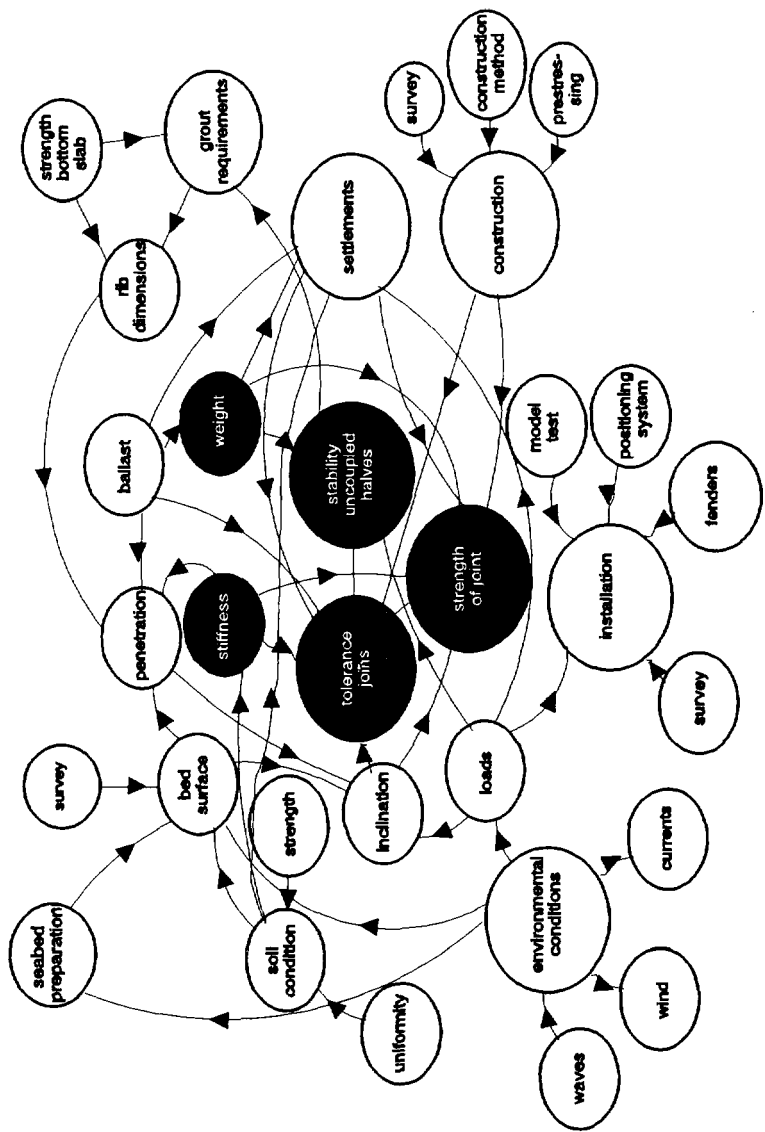 strength
bottom
slab
grout
requirements
rib
dimensions
survey
construction
method
prestres-
sing
construction
settlements
ballast
weight
stability
uncoupled
halves
penetration
stiffness
tolerance
joins
strength
of joint
model
test
positioning
system
fenders
installation
survey
survey
bed
surface
strength
inclination
loads
seabed
preparation
soil
condition
uniformity
environmental
conditions
currents
wind
waves